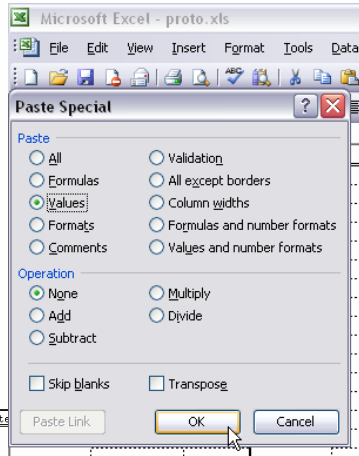 Microsoft Excel - proto.xls
File Edit View Insert Format Tools Data
ABC
Paste Special
Paste
All Validation
Formulas All except borders
Values Column widths
Formats Formulas and number formats
Comments Values and number formats
Operation
None Multiply
Add Divide
Subtract
Skip blanks Transpose
Paste Link OK Cancel